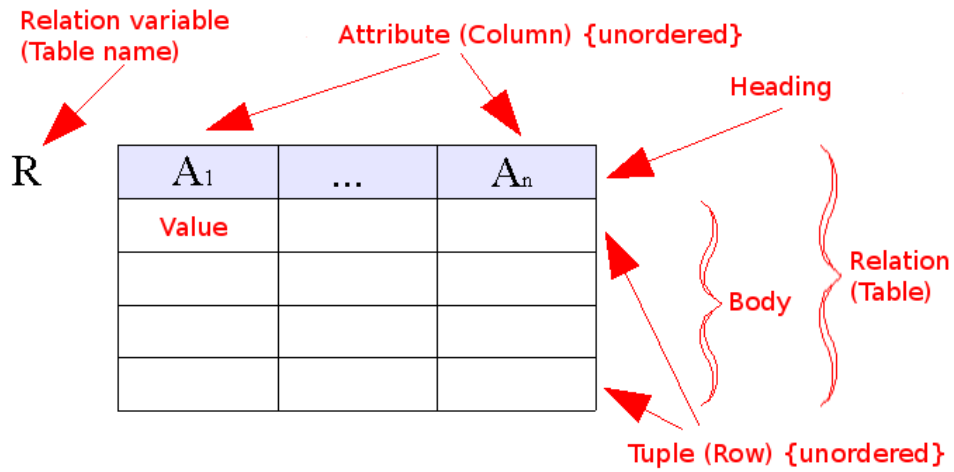 Relation variable
(Table name)
Attribute (Column) {unordered}
Heading
R
A1
...
An
Value
Relation
(Table)
Body
Tuple (Row) {unordered}